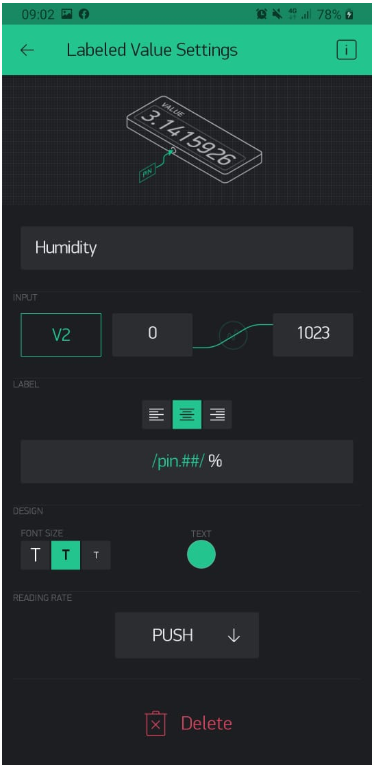 09:02 4G 78%
Labeled Value Settings
i
VALUE
3.1415926
PIN
Humidity
INPUT
V2 0 1023
LABEL
/pin.##/ %
DESIGN
FONT SIZE TEXT
T T T
READING RATE
PUSH
Delete